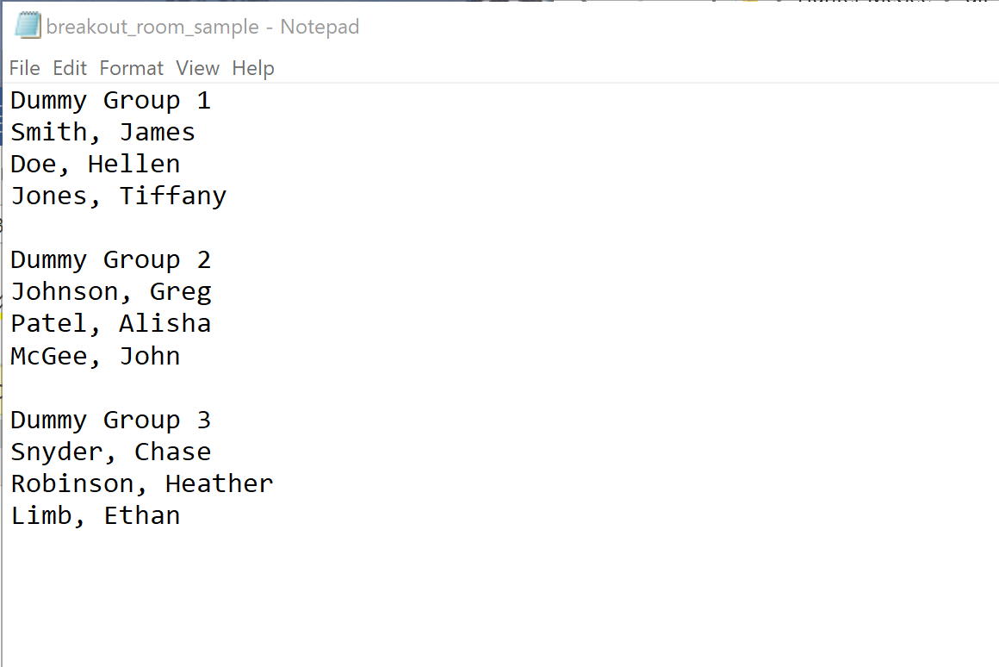 breakout_room_sample - Notepad
File Edit Format View Help
Dummy Group 1
Smith, James
Doe, Hellen
Jones, Tiffany
Dummy Group 2
Johnson, Greg
Patel, Alisha
McGee, John
Dummy Group 3
Snyder, Chase
Robinson, Heather
Limb, Ethan